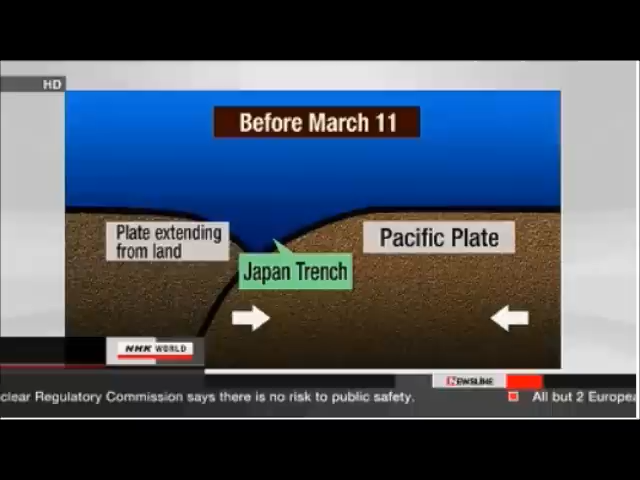 HD
Before March 11
Plate extending
from land
Pacific Plate
Japan Trench
NHK WORLD
NEWSLINE
clear Regulatory Commission says there is no risk to public safety.
All but 2 Europea